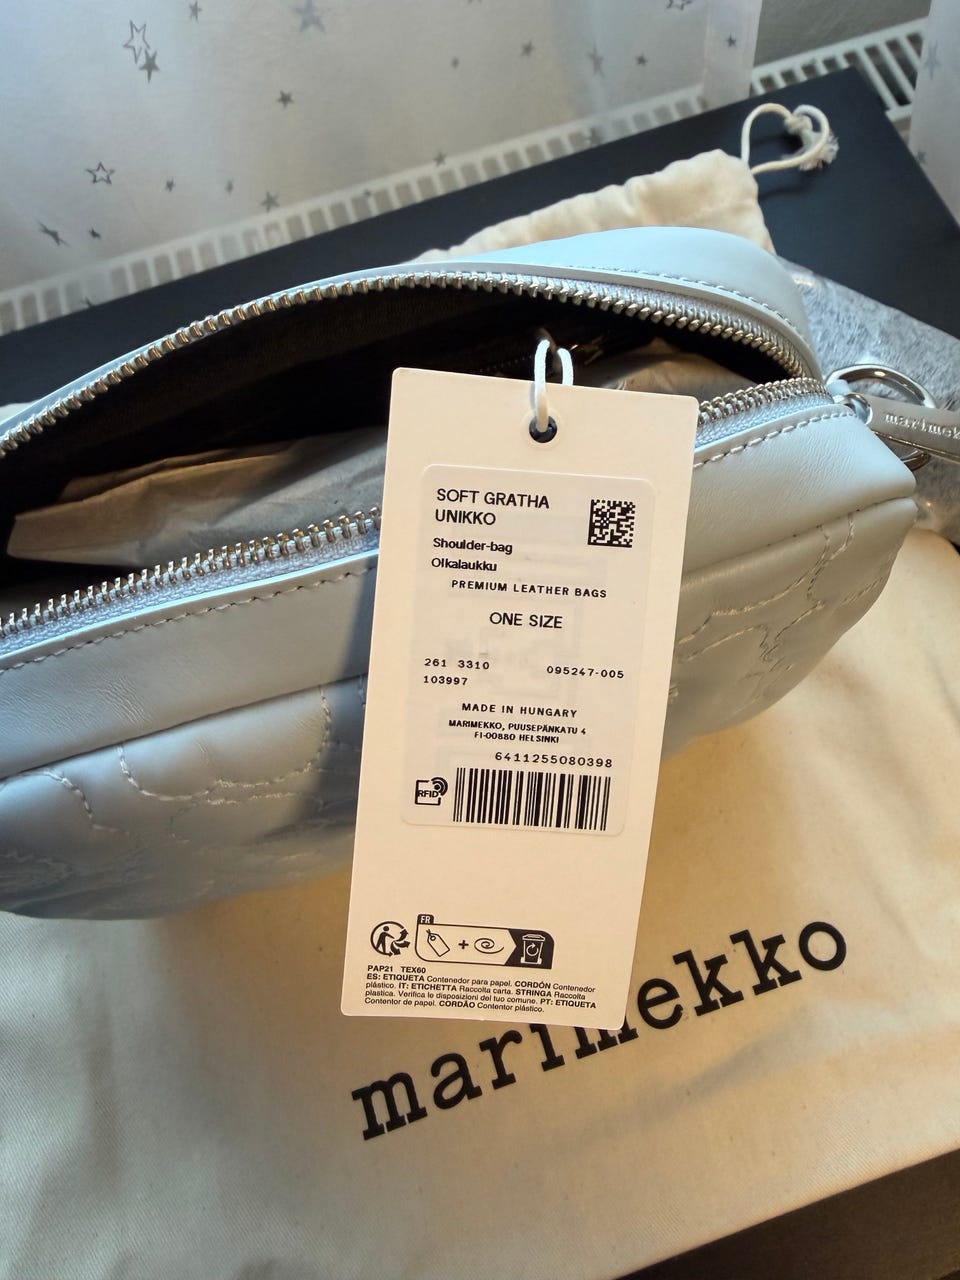 marimek
SOFT GRATHA
UNIKKO
Shoulder-bag
Olkalaukku
PREMIUM LEATHER BAGS
ONE SIZE
261 3310 095247-005
103997
MADE IN HUNGARY
MARIMEKKO, PUUSEPÄNKATU 4
FI-00880 HELSINKI
6411255080398
RFID
FR
PAP21 TEX60
ES: ETIQUETA Contenedor para papel. CORDÓN Contenedor
plástico. IT: ETICHETTA Raccolta carta. STRINGA Raccolta
plastica. Verifica le disposizioni del tuo comune. PT: ETIQUETA
Contentor de papel. CORDÃO Contentor plástico.
marimekko